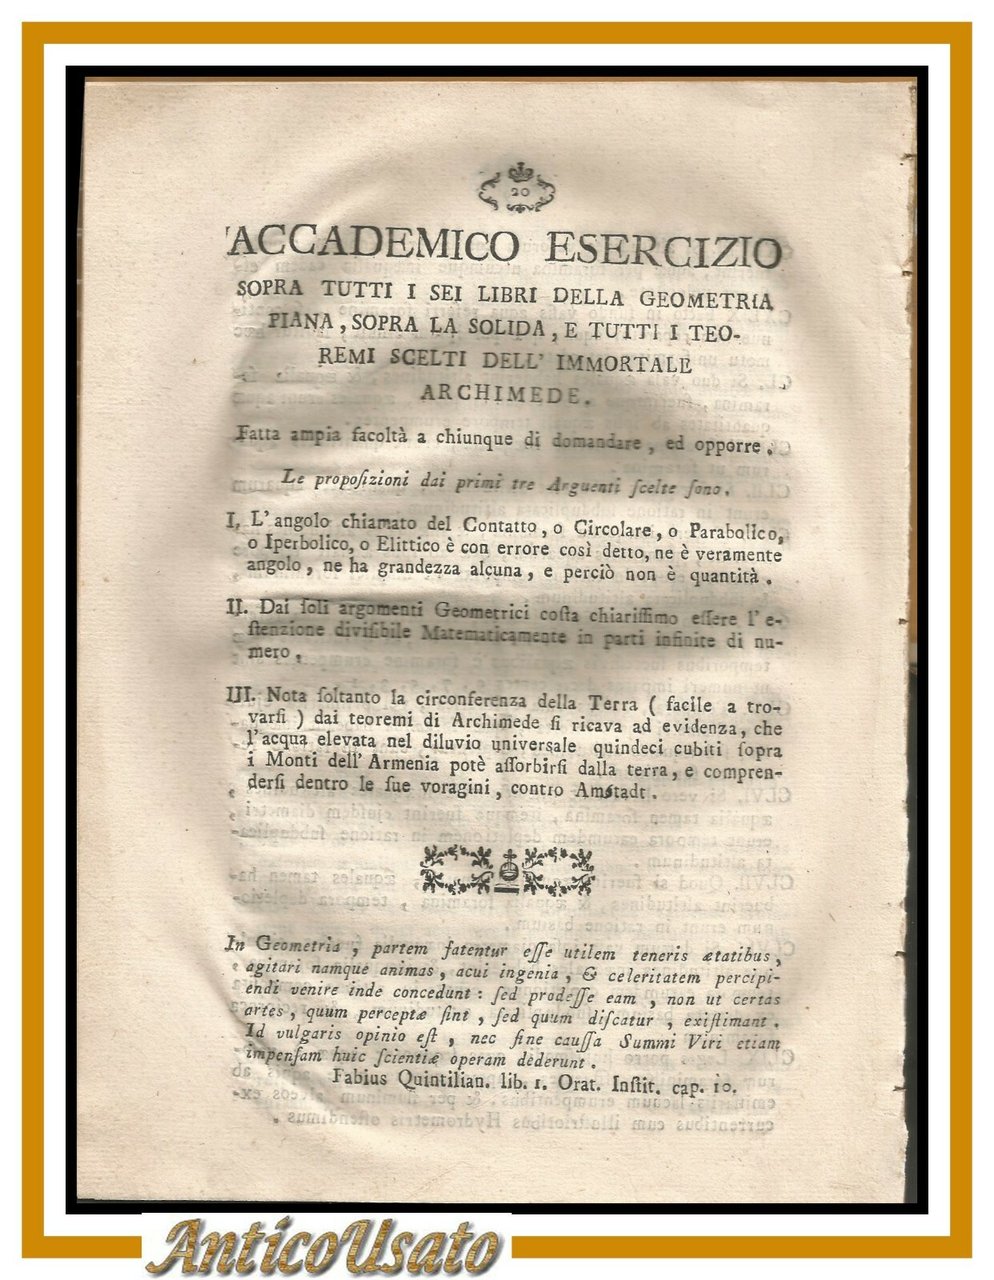 20
ACCADEMICO ESERCIZIO
SOPRA TUTTI I SEI LIBRI DELLA GEOMETRIA
PIANA, SOPRA LA SOLIDA, E TUTTI I TEO-
REMI SCELTI DELL' IMMORTALE
ARCHIMEDE.
Fatta ampia facoltà a chiunque di domandare, ed opporre.
Le propoſizioni dai primi tre Arguenti ſcelte ſono.
I. L'angolo chiamato del Contatto, o Circolare, o Parabolico,
o Iperbolico, o Elittico è con errore così detto, ne è veramente
angolo, ne ha grandezza alcuna, e perciò non è quantità.
II. Dai ſoli argomenti Geometrici coſta chiariſſimo eſſere l'e-
ſtenzione diviſibile Matematicamente in parti infinite di nu-
mero,
III. Nota ſoltanto la circonferenza della Terra ( facile a tro-
varſi ) dai teoremi di Archimede ſi ricava ad evidenza, che
l'acqua elevata nel diluvio universale quindeci cubiti ſopra
i Monti dell' Armenia potè aſſorbirſi dalla terra, e compren-
derſi dentro le ſue voragini, contro Amſtadt.
In Geometria, partem fatentur eſſe utilem teneris ætatibus,
agitari namque animas, acui ingenia, & celeritatem percipi-
endi venire inde concedunt: ſed prodeſſe eam, non ut certas
artes, quum perceptæ ſint, ſed quum diſcatur, exiſtimant.
Id vulgaris opinio eſt, nec ſine cauſſa Summi Viri etiam
impenſam huic ſcientiæ operam dederunt.
Fabius Quintilian. lib. 1. Orat. Inſtit. cap. 10.
AnticoUsato